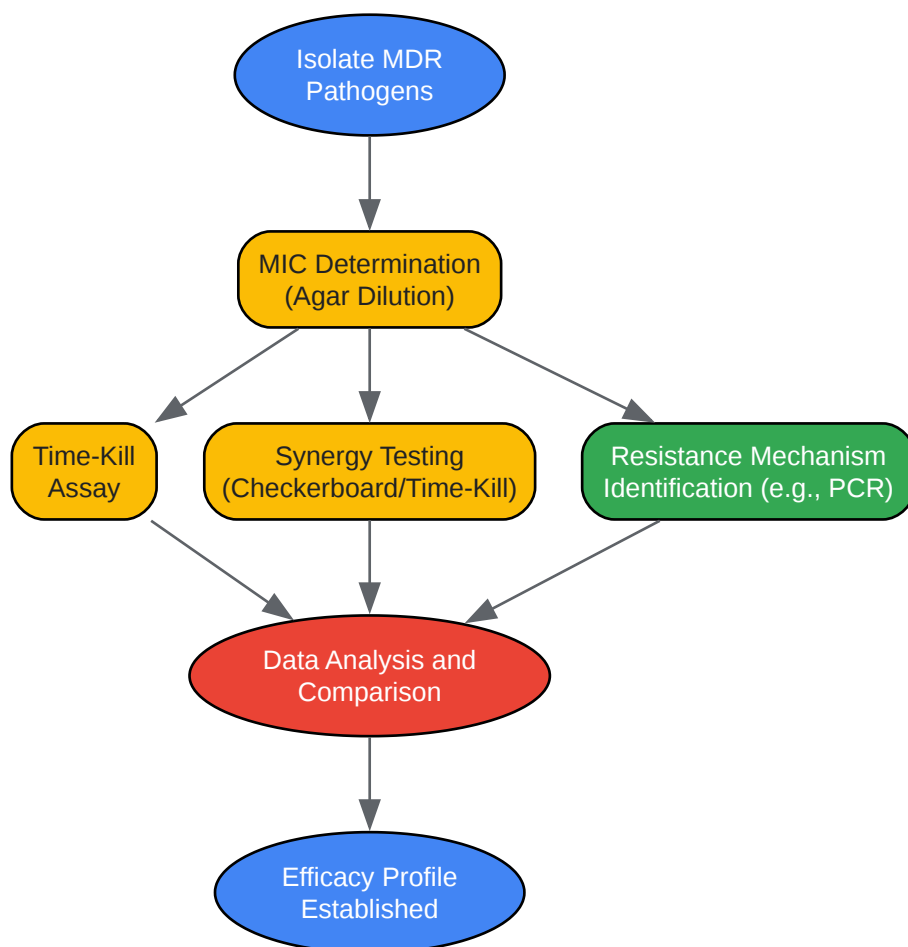 Isolate MDR
Pathogens
MIC Determination
(Agar Dilution)
Time-Kill
Assay
Synergy Testing
(Checkerboard/Time-Kill)
Resistance Mechanism
Identification (e.g., PCR)
Data Analysis and
Comparison
Efficacy Profile
Established